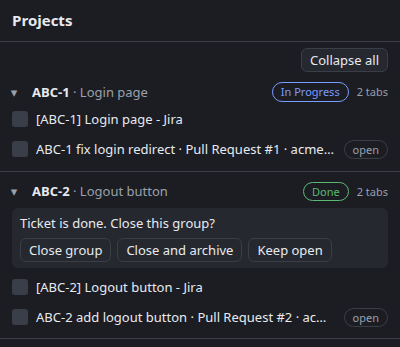 Projects
Collapse all
▼ ABC-1 · Login page In Progress 2 tabs
[ABC-1] Login page - Jira
ABC-1 fix login redirect · Pull Request #1 · acme... open
▼ ABC-2 · Logout button Done 2 tabs
Ticket is done. Close this group?
Close group Close and archive Keep open
[ABC-2] Logout button - Jira
ABC-2 add logout button · Pull Request #2 · ac... open